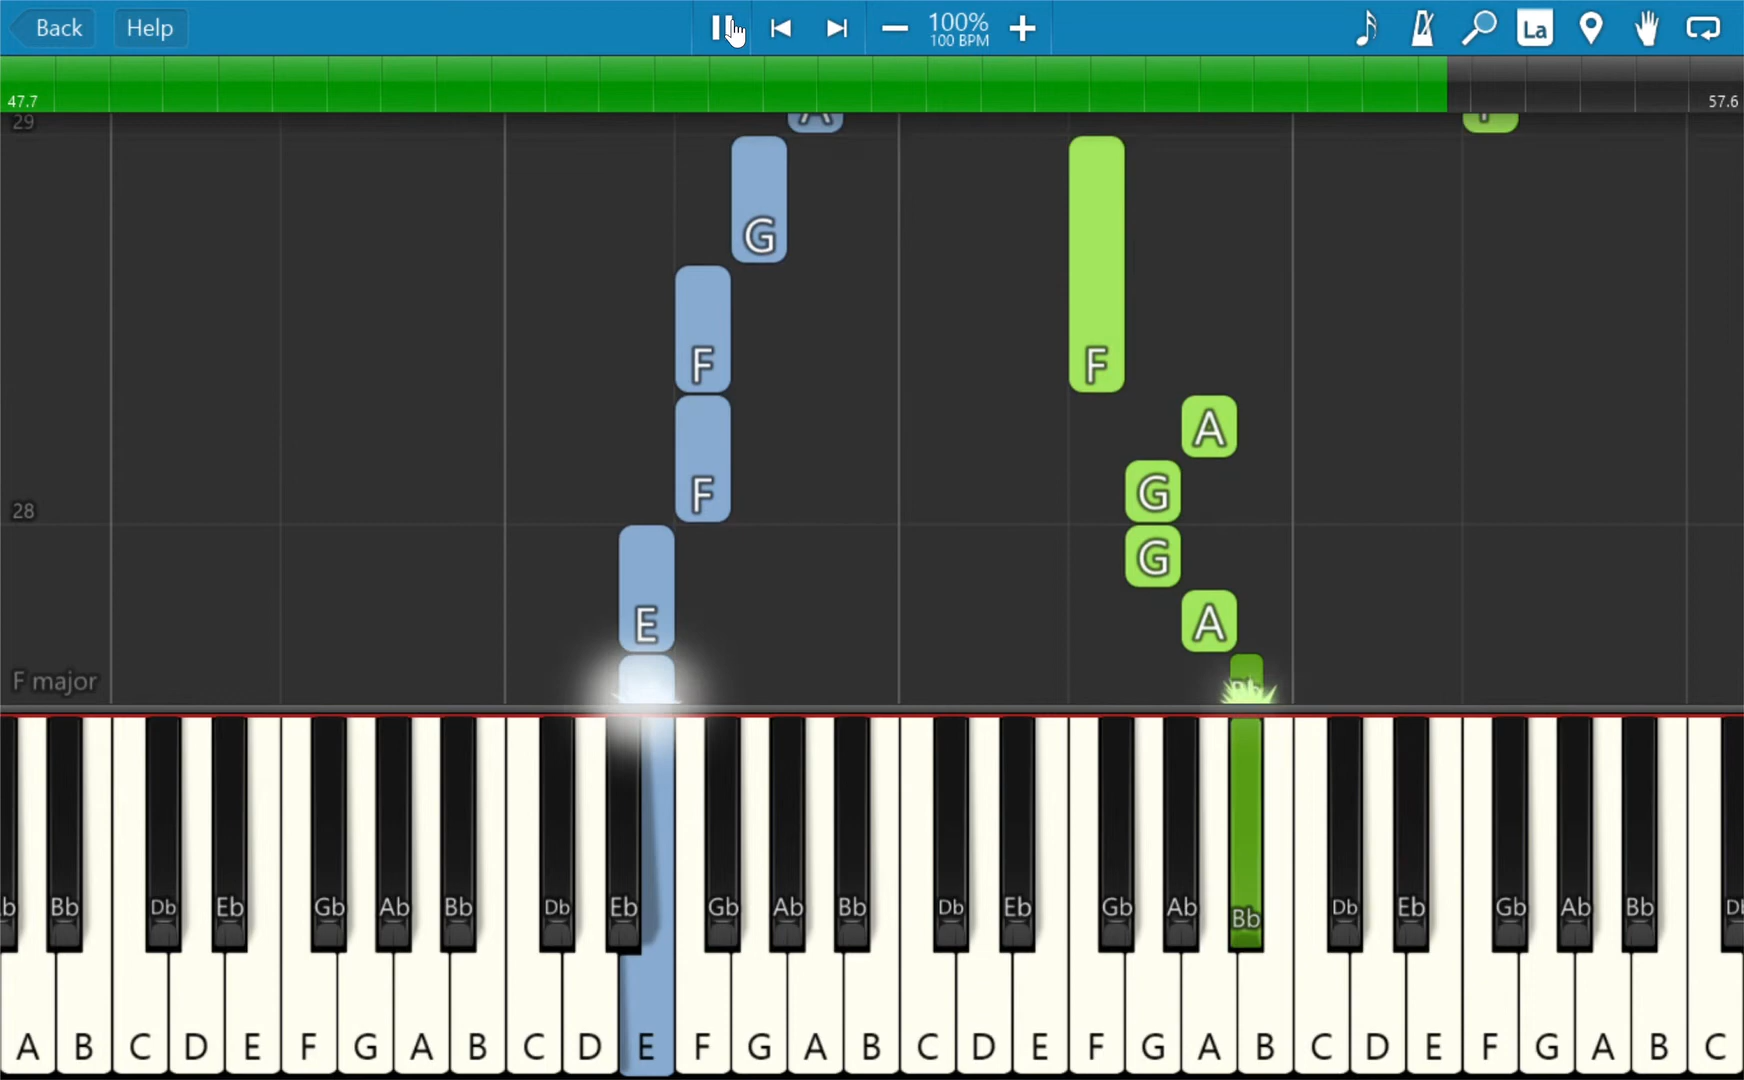 Back Help 100% La
100 BPM
47.7 57.6
29
G
F F
A
F G
28
G
E A
F major
Bb Db Eb Gb Ab Bb Db Eb Gb Ab Bb Db Eb Gb Ab Bb Db Eb Gb Ab Bb
A B C D E F G A B C D E F G A B C D E F G A B C D E F G A B C